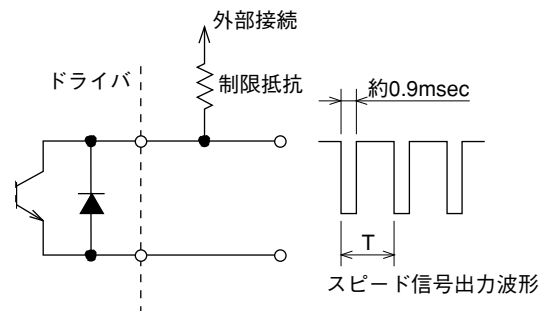 外部接続
ドライバ
制限抵抗
約0.9msec
T
スピード信号出力波形